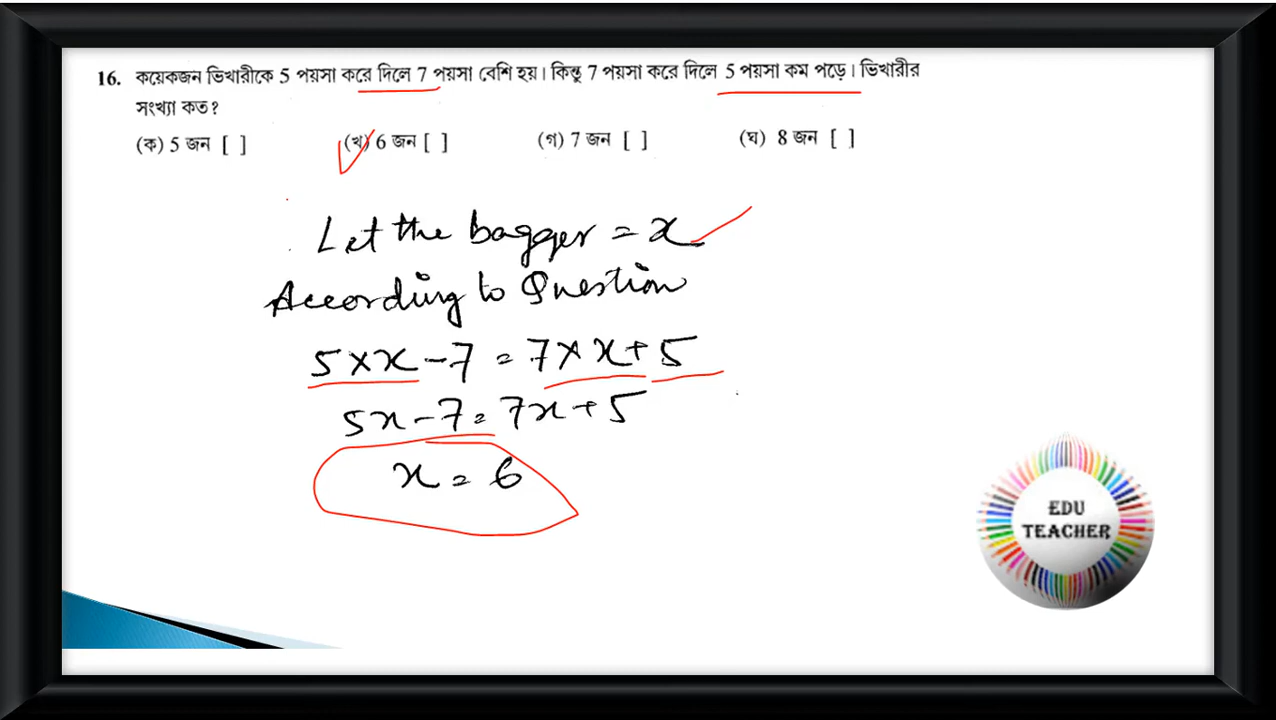 16. কয়েকজন ভিখারীকে 5 পয়সা করে দিলে 7 পয়সা বেশি হয়। কিন্তু 7 পয়সা করে দিলে 5 পয়সা কম পড়ে। ভিখারীর
সংখ্যা কত?
(ক) 5 জন [ ] (খ) 6 জন [ ] (গ) 7 জন [ ] (ঘ) 8 জন [ ]
Let the bagger = x
According to Question
5 × x - 7 = 7 × x + 5
5x - 7 = 7x + 5
x = 6
EDU
TEACHER